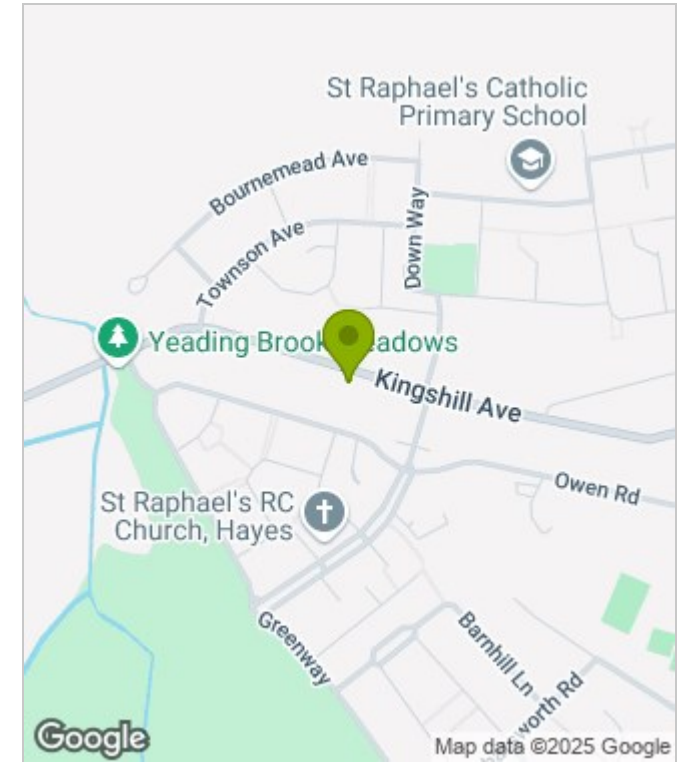 St Raphael's Catholic
Primary School
Bournemead Ave
Down Way
Townson Ave
Yeading Brook Meadows
Kingshill Ave
Owen Rd
St Raphael's RC
Church, Hayes
Greenway
Barnhill Ln
Google
Map data ©2025 Google